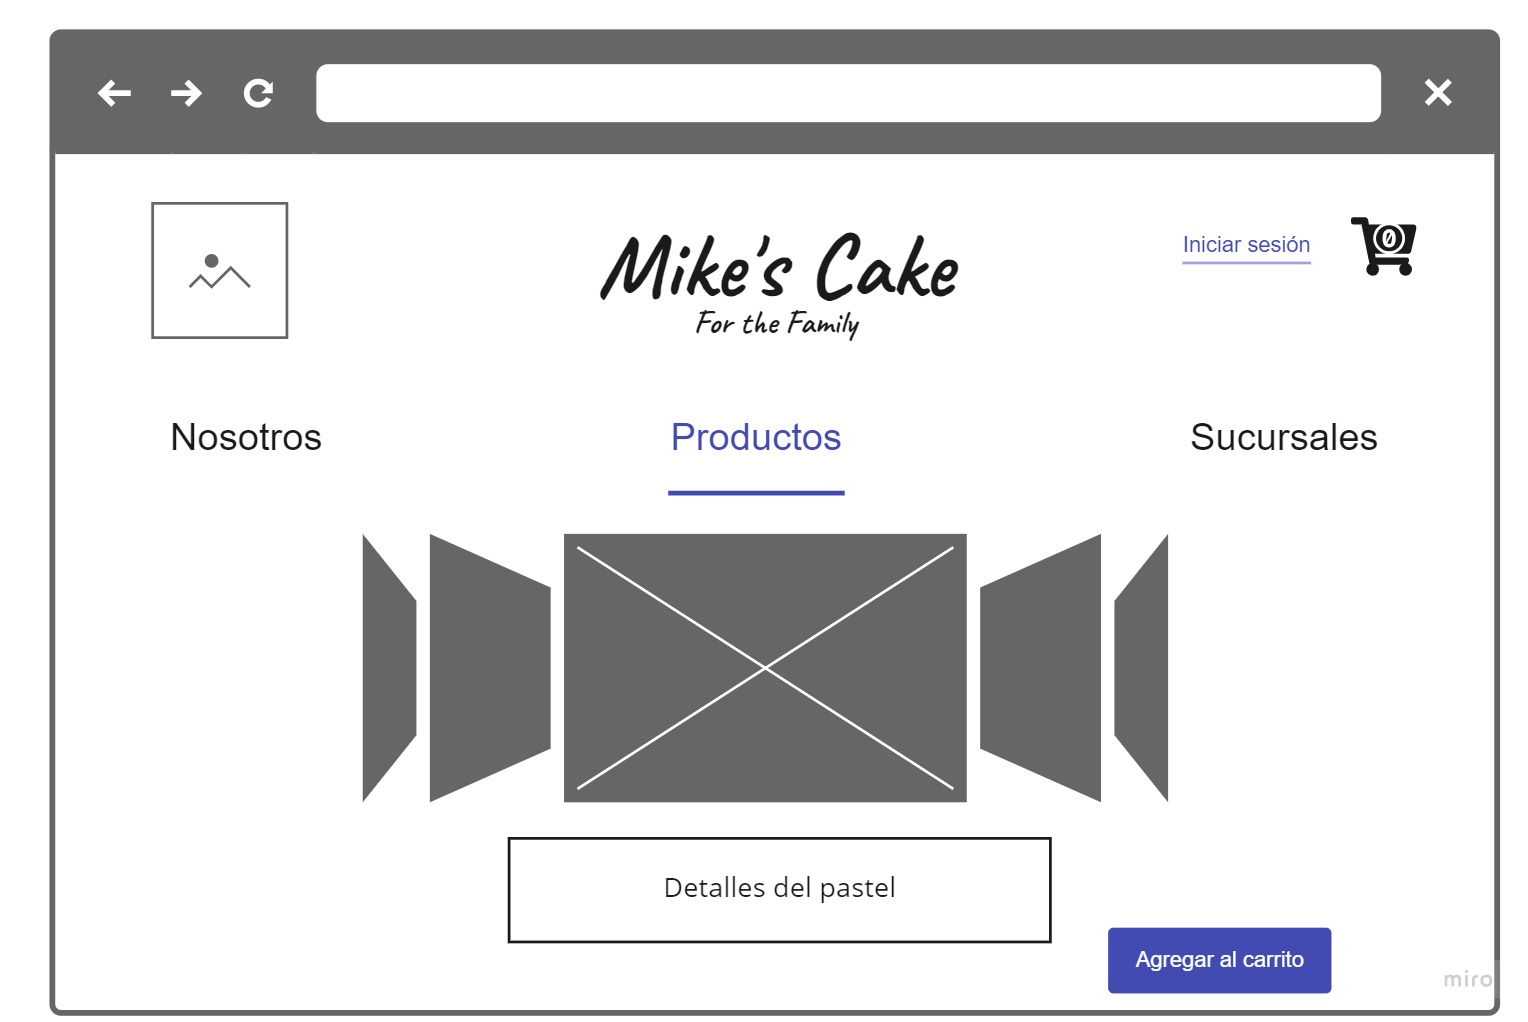 Mike's Cake
For the Family
Iniciar sesión
0
Nosotros
Productos
Sucursales
Detalles del pastel
Agregar al carrito
miro